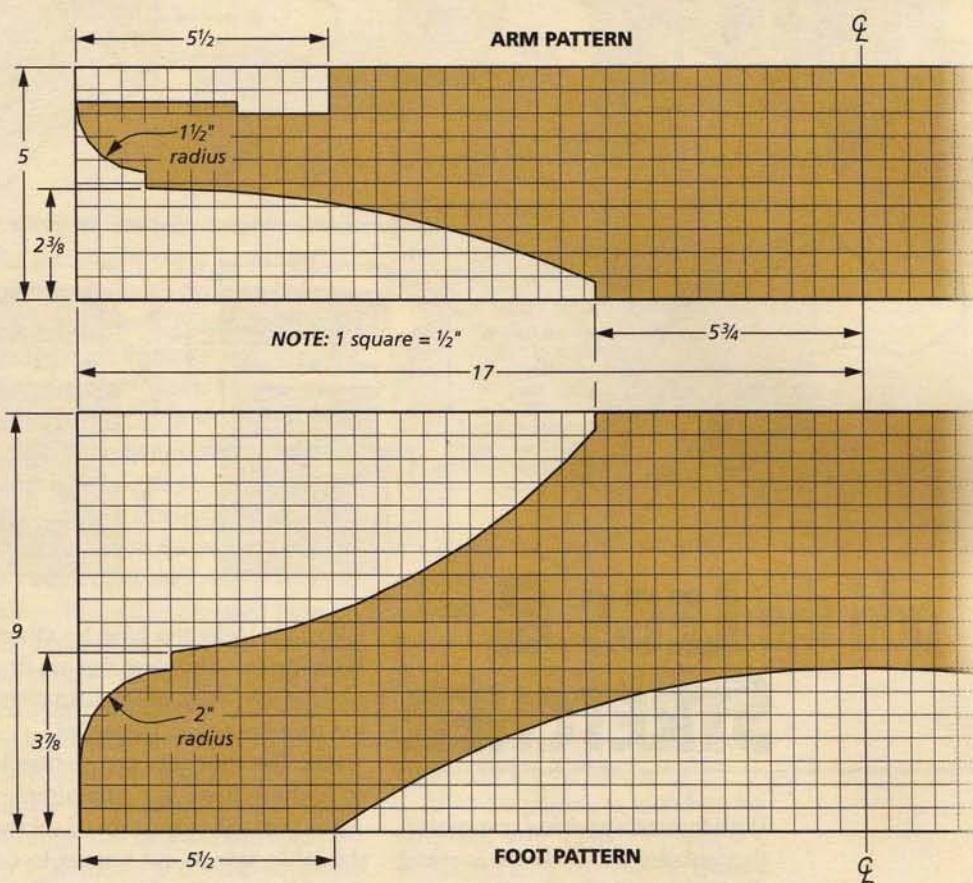 5½
ARM PATTERN
℄
1½"
radius
5
2⅜
NOTE: 1 square = ½"
5¾
17
9
2"
radius
3⅞
5½
FOOT PATTERN
℄